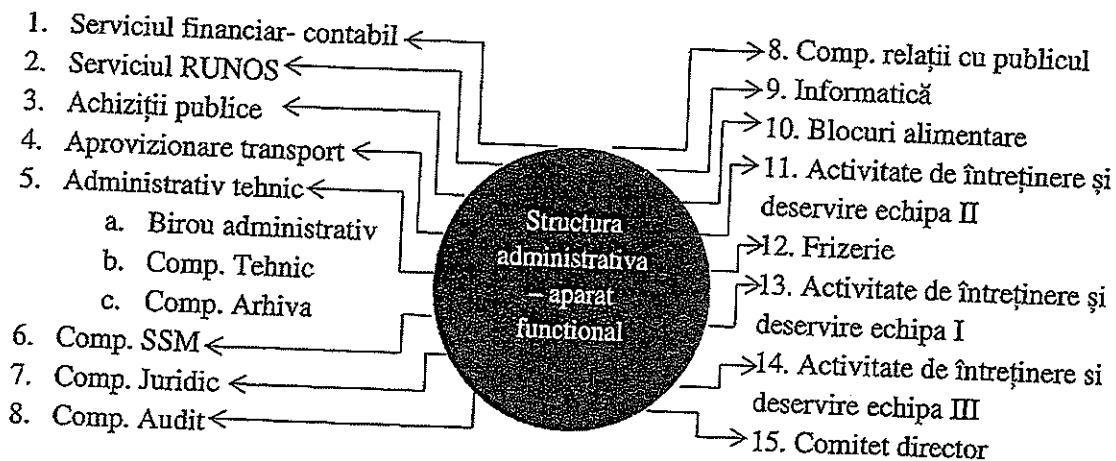 1. Serviciul financiar- contabil
2. Serviciul RUNOS
3. Achiziții publice
4. Aprovizionare transport
5. Administrativ tehnic
a. Birou administrativ
b. Comp. Tehnic
c. Comp. Arhiva
6. Comp. SSM
7. Comp. Juridic
8. Comp. Audit
Structura
administrativa
– aparat
functional
8. Comp. relații cu publicul
9. Informatică
10. Blocuri alimentare
11. Activitate de întreținere și
deservire echipa II
12. Frizerie
13. Activitate de întreținere și
deservire echipa I
14. Activitate de întreținere si
deservire echipa III
15. Comitet director